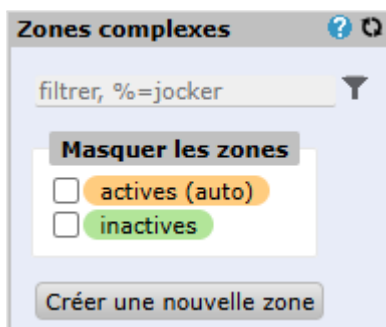 Zones complexes
filtrer, %=jocker
Masquer les zones
actives (auto)
inactives
Créer une nouvelle zone